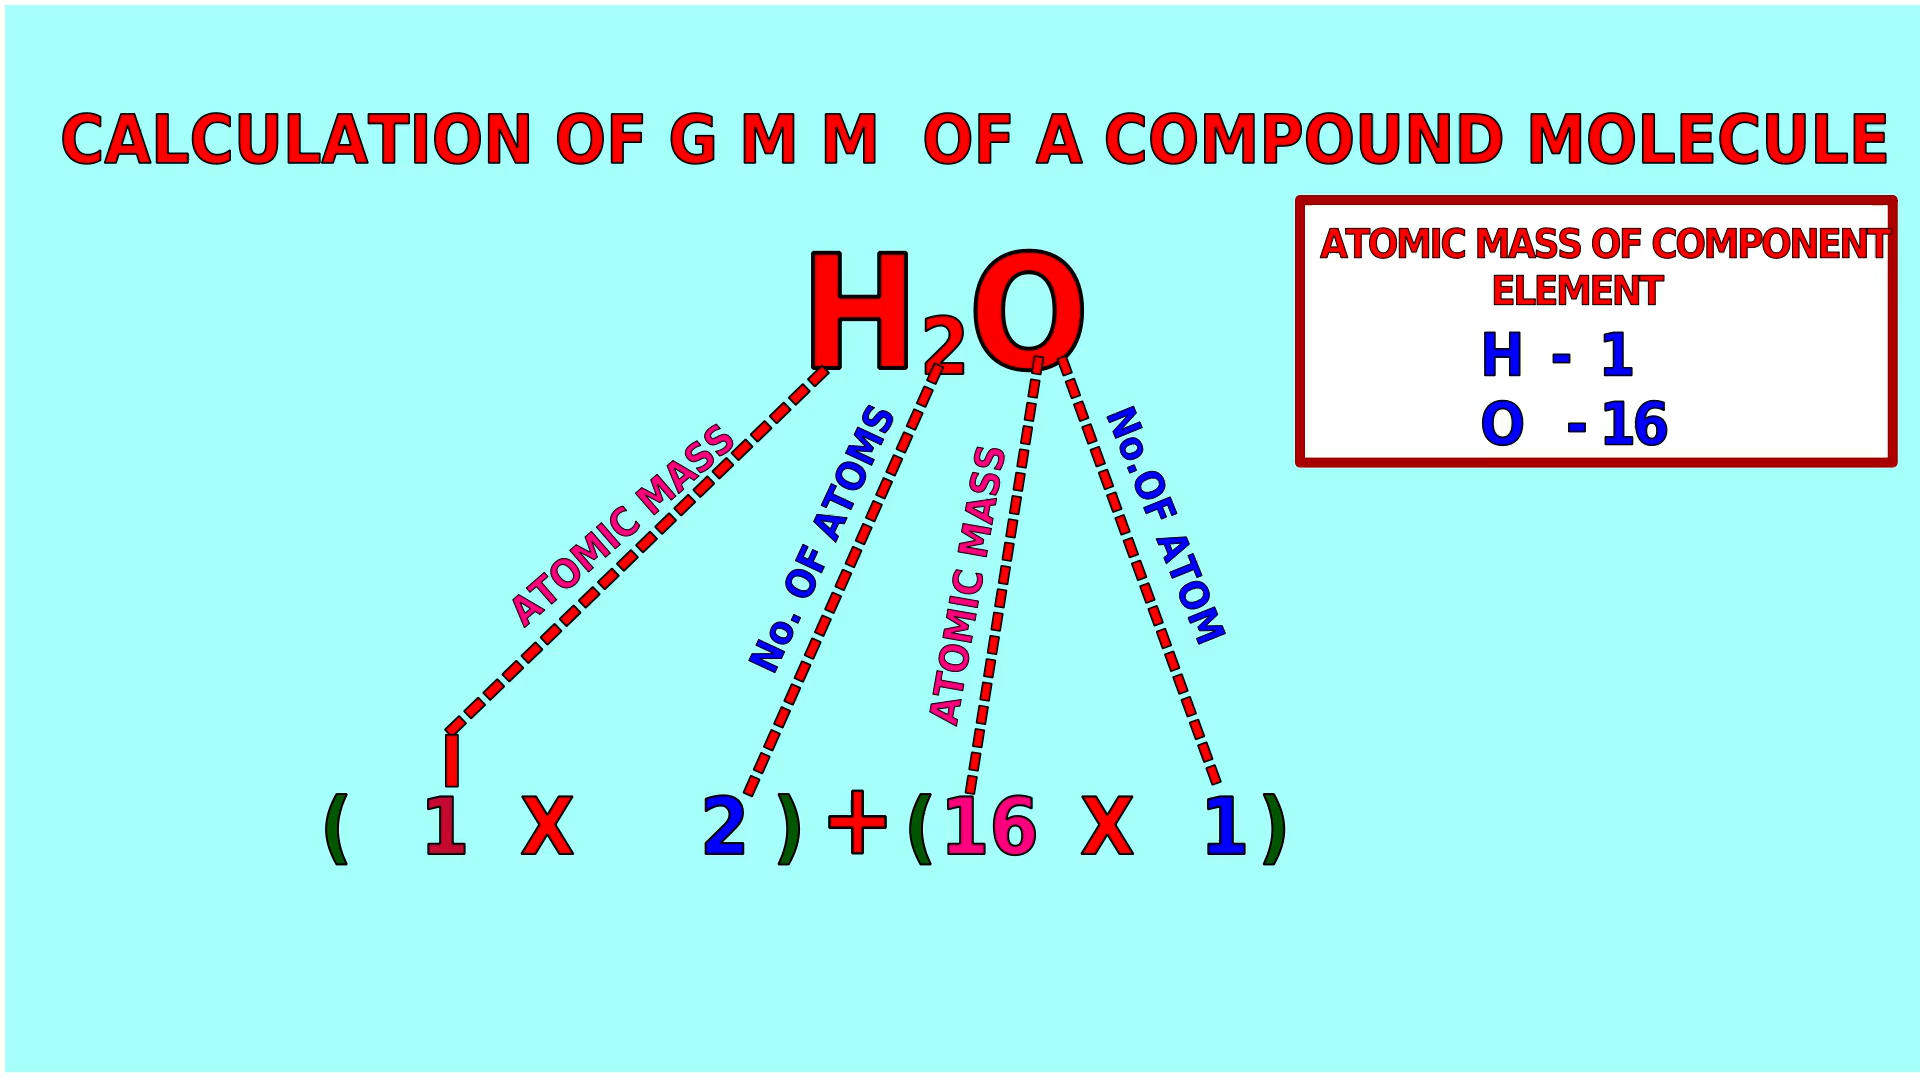 CALCULATION OF G M M OF A COMPOUND MOLECULE
H2O
ATOMIC MASS OF COMPONENT
ELEMENT
H - 1
O - 16
ATOMIC MASS
No. OF ATOMS
ATOMIC MASS
No.OF ATOM
( 1 X 2 ) + ( 16 X 1 )